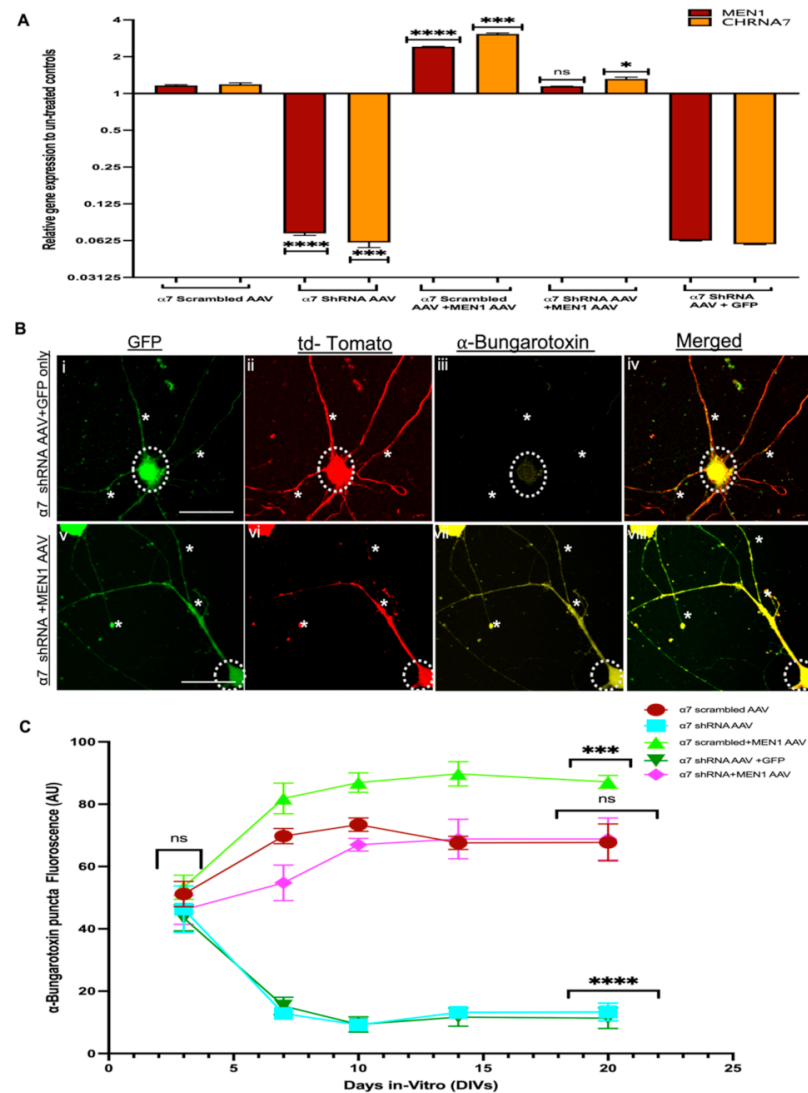 A
MEN1
CHRNA7
Relative gene expression to un-treated controls
4
2
1
0.5
0.25
0.125
0.0625
0.03125
****
***
ns
*
****
***
α7 Scrambled AAV
α7 ShRNA AAV
α7 Scrambled
AAV +MEN1 AAV
α7 ShRNA AAV
+MEN1 AAV
α7 ShRNA
AAV + GFP
B
GFP
td- Tomato
α-Bungarotoxin
Merged
α7 shRNA AAV+GFP only
i
ii
iii
iv
* * * *
* * * *
* * * *
α7 shRNA +MEN1 AAV
v
vi
vii
viii
* * * *
* * * *
* * * *
C
α7 scrambled AAV
α7 shRNA AAV
α7 scrambled+MEN1 AAV
α7 shRNA AAV +GFP
α7 shRNA+MEN1 AAV
α-Bungarotoxin puncta Fluoroscence (AU)
100
80
60
40
20
0
ns
***
ns
****
0 5 10 15 20 25
Days in-Vitro (DIVs)